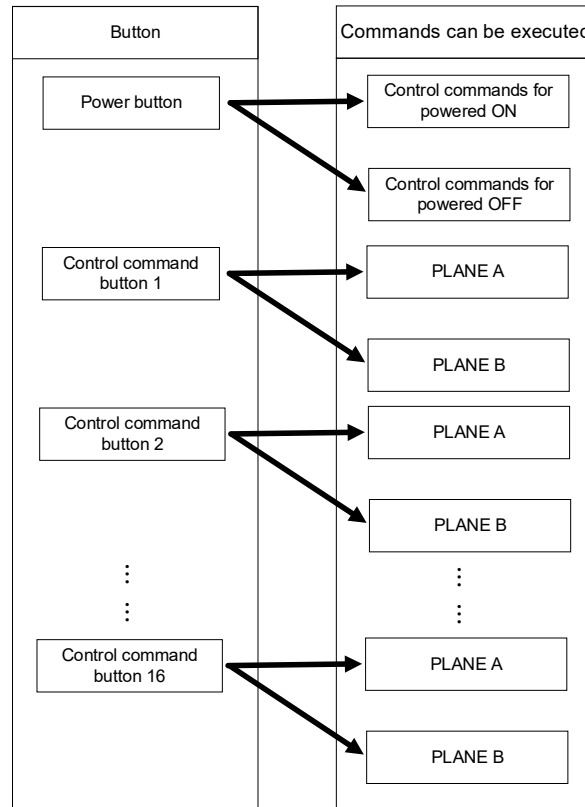 Button
Commands can be executed
Power button
Control commands for
powered ON
Control commands for
powered OFF
Control command
button 1
PLANE A
PLANE B
Control command
button 2
PLANE A
PLANE B
Control command
button 16
PLANE A
PLANE B